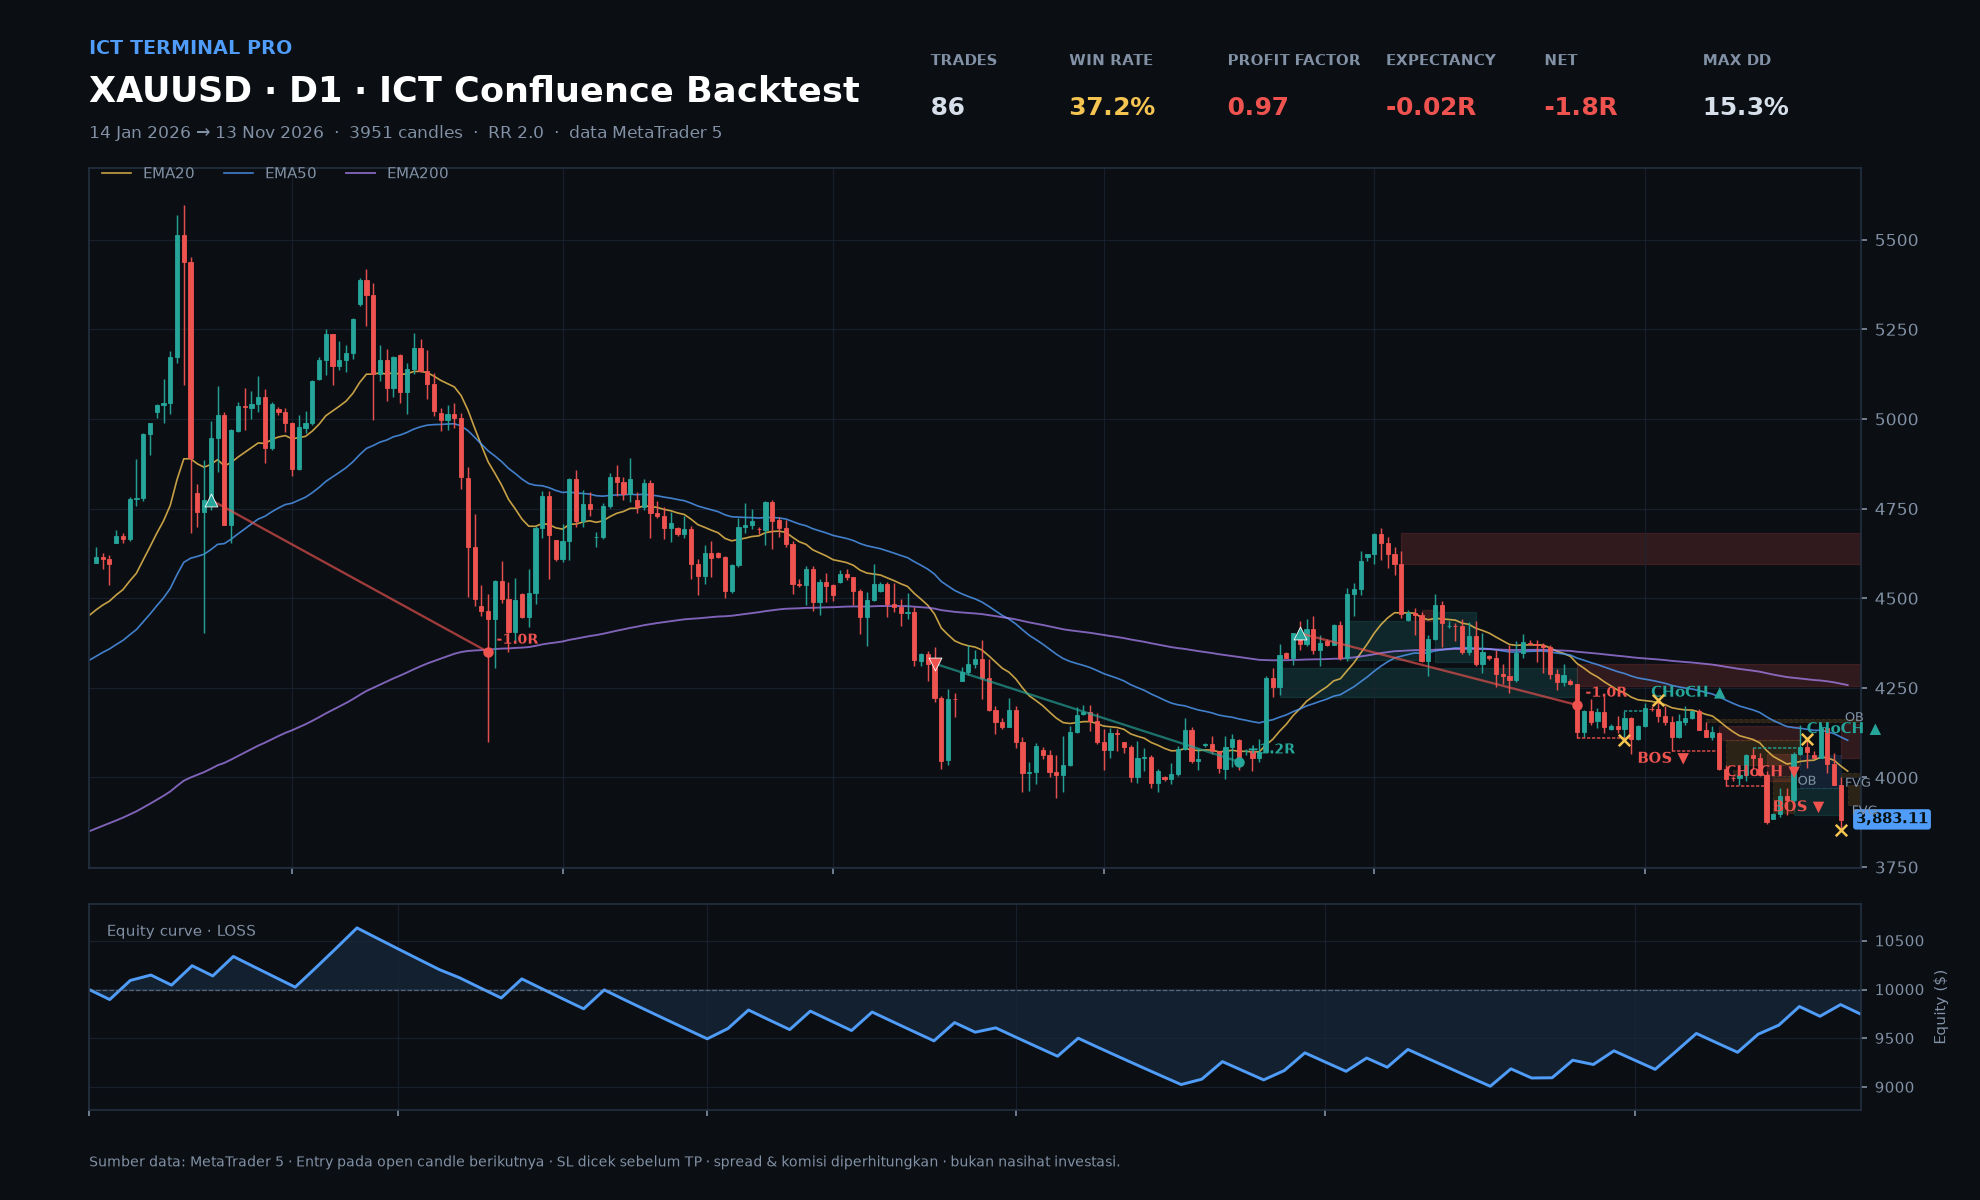 ICT TERMINAL PRO
XAUUSD · D1 · ICT Confluence Backtest
14 Jan 2026 → 13 Nov 2026 · 3951 candles · RR 2.0 · data MetaTrader 5
TRADES
86
WIN RATE
37.2%
PROFIT FACTOR
0.97
EXPECTANCY
-0.02R
NET
-1.8R
MAX DD
15.3%
EMA20
EMA50
EMA200
5500
5250
5000
4750
4500
4250
4000
3750
-1.0R
-1.0R
CHoCH ▲
OB
CHoCH ▲
BOS ▼
CHoCH ▼
OB
FVG
BOS ▼
FVG
3,883.11
Equity curve · LOSS
10500
10000
9500
9000
Equity ($)
Sumber data: MetaTrader 5 · Entry pada open candle berikutnya · SL dicek sebelum TP · spread & komisi diperhitungkan · bukan nasihat investasi.